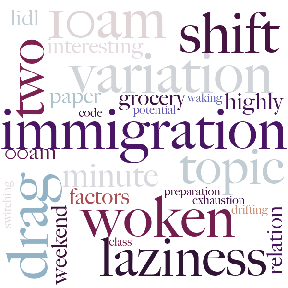 lidl 10am shift
interesting
two variation
paper grocery waking highly
code potential
immigration
00am topic
minute
drag factors preparation
exhaustion
switching weekend woken drifting relation
class laziness